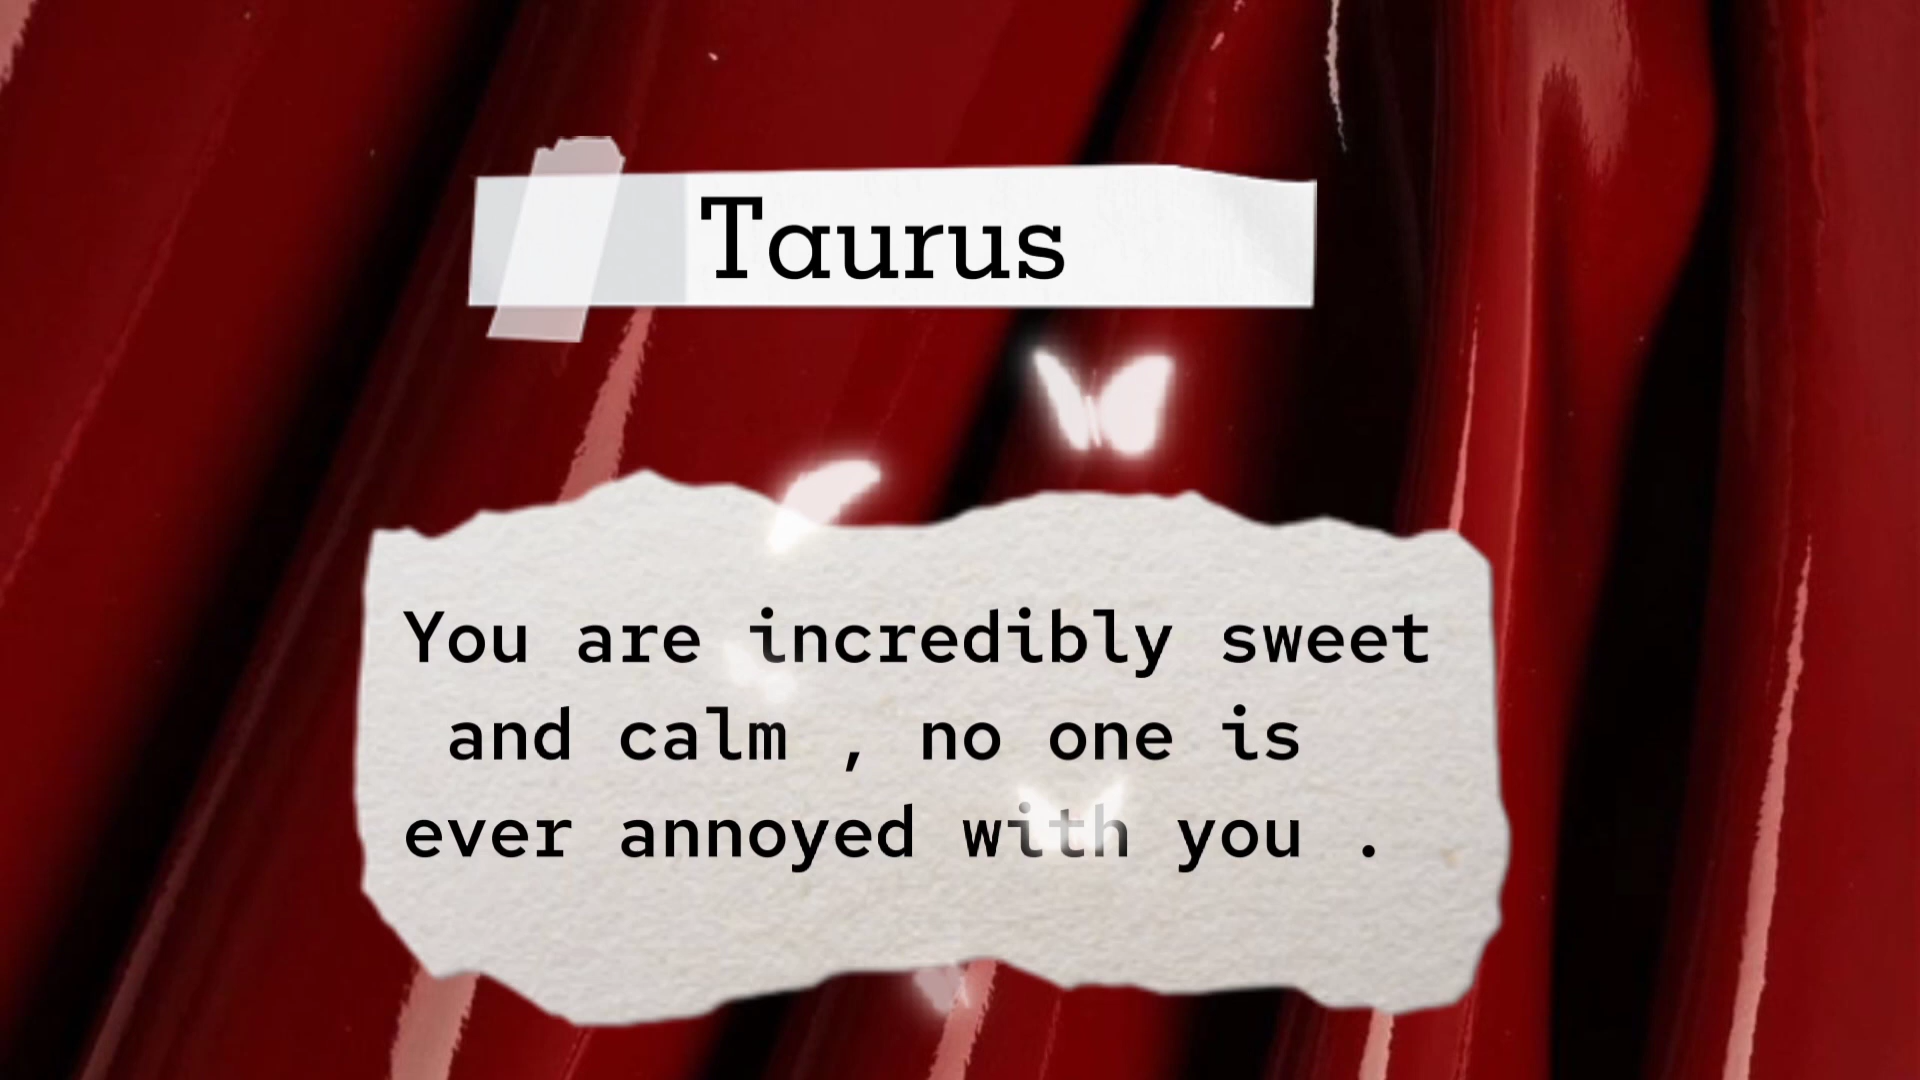 Taurus
You are incredibly sweet
and calm , no one is
ever annoyed with you .